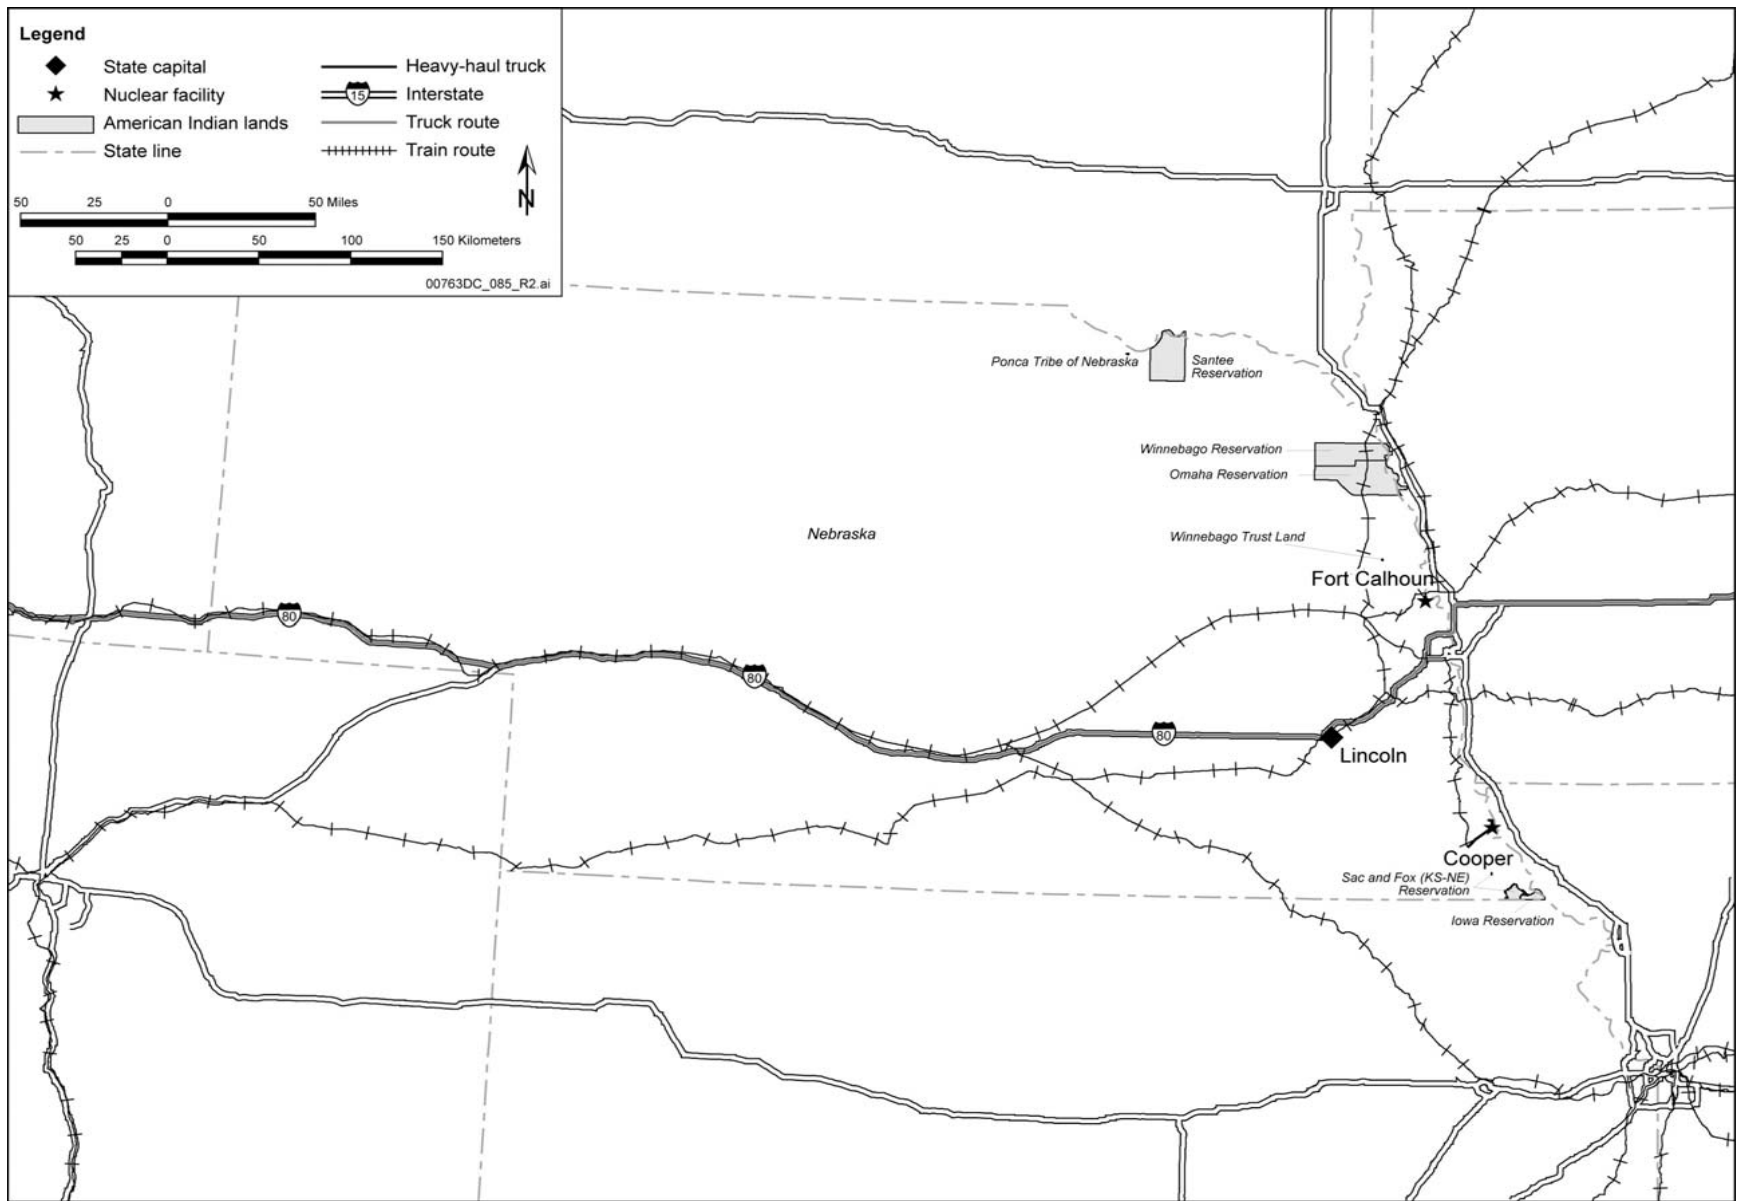 Legend
State capital
Nuclear facility
American Indian lands
State line
Heavy-haul truck
15
Interstate
Truck route
Train route
N
50 25 0 50 Miles
50 25 0 50 100 150 Kilometers
00763DC_085_R2.ai
Ponca Tribe of Nebraska
Santee
Reservation
Winnebago Reservation
Omaha Reservation
Nebraska
Winnebago Trust Land
Fort Calhoun
80
80
80
Lincoln
Cooper
Sac and Fox (KS-NE)
Reservation
Iowa Reservation